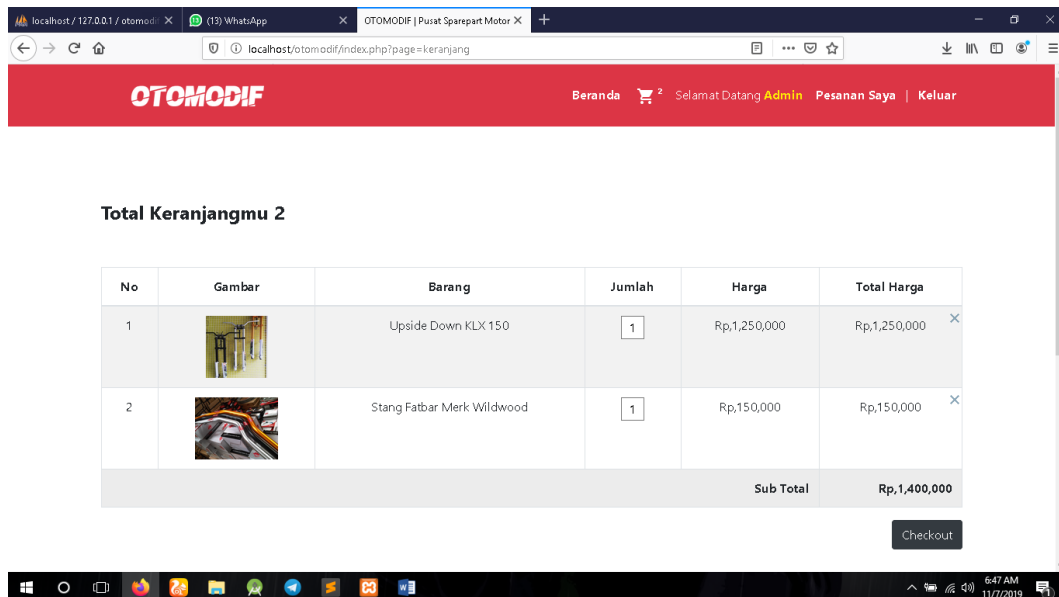 localhost / 127.0.0.1 / otomodif
(13) WhatsApp
OTOMODIF | Pusat Sparepart Motor
localhost/otomodif/index.php?page=keranjang
OTOMODIF
Beranda 2 Selamat Datang Admin Pesanan Saya | Keluar
Total Keranjangmu 2
No Gambar Barang Jumlah Harga Total Harga
1 Upside Down KLX 150 1 Rp,1,250,000 Rp,1,250,000
2 Stang Fatbar Merk Wildwood 1 Rp,150,000 Rp,150,000
Sub Total Rp,1,400,000
Checkout
6:47 AM
11/7/2019